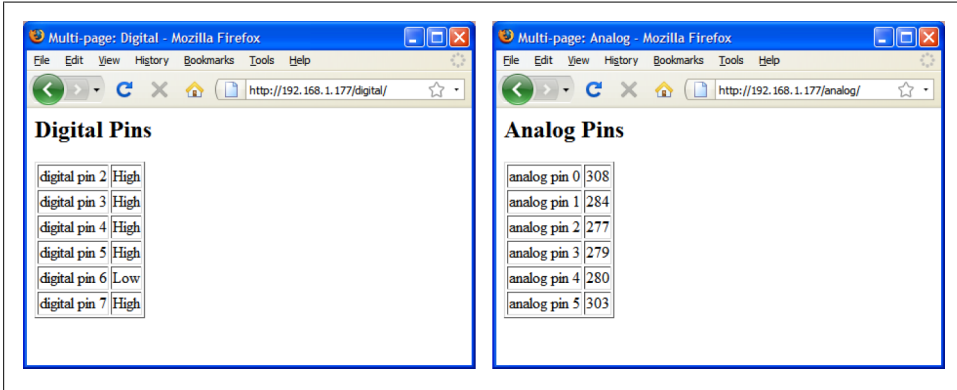 Multi-page: Digital - Mozilla Firefox
File Edit View History Bookmarks Tools Help
http://192.168.1.177/digital/
Digital Pins
digital pin 2 High
digital pin 3 High
digital pin 4 High
digital pin 5 High
digital pin 6 Low
digital pin 7 High
Multi-page: Analog - Mozilla Firefox
File Edit View History Bookmarks Tools Help
http://192.168.1.177/analog/
Analog Pins
analog pin 0 308
analog pin 1 284
analog pin 2 277
analog pin 3 279
analog pin 4 280
analog pin 5 303